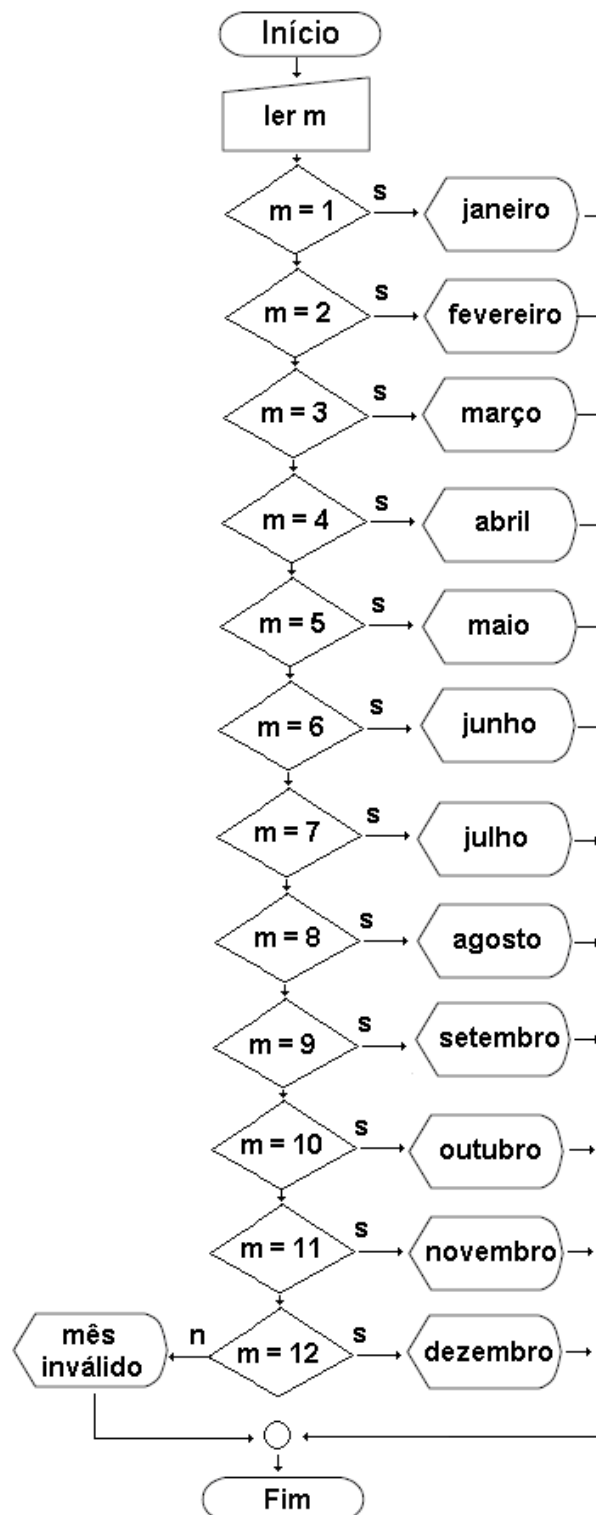 Início
ler m
m = 1
s
janeiro
m = 2
s
fevereiro
m = 3
s
março
m = 4
s
abril
m = 5
s
maio
m = 6
s
junho
m = 7
s
julho
m = 8
s
agosto
m = 9
s
setembro
m = 10
s
outubro
m = 11
s
novembro
mês
inválido
n
m = 12
s
dezembro
Fim